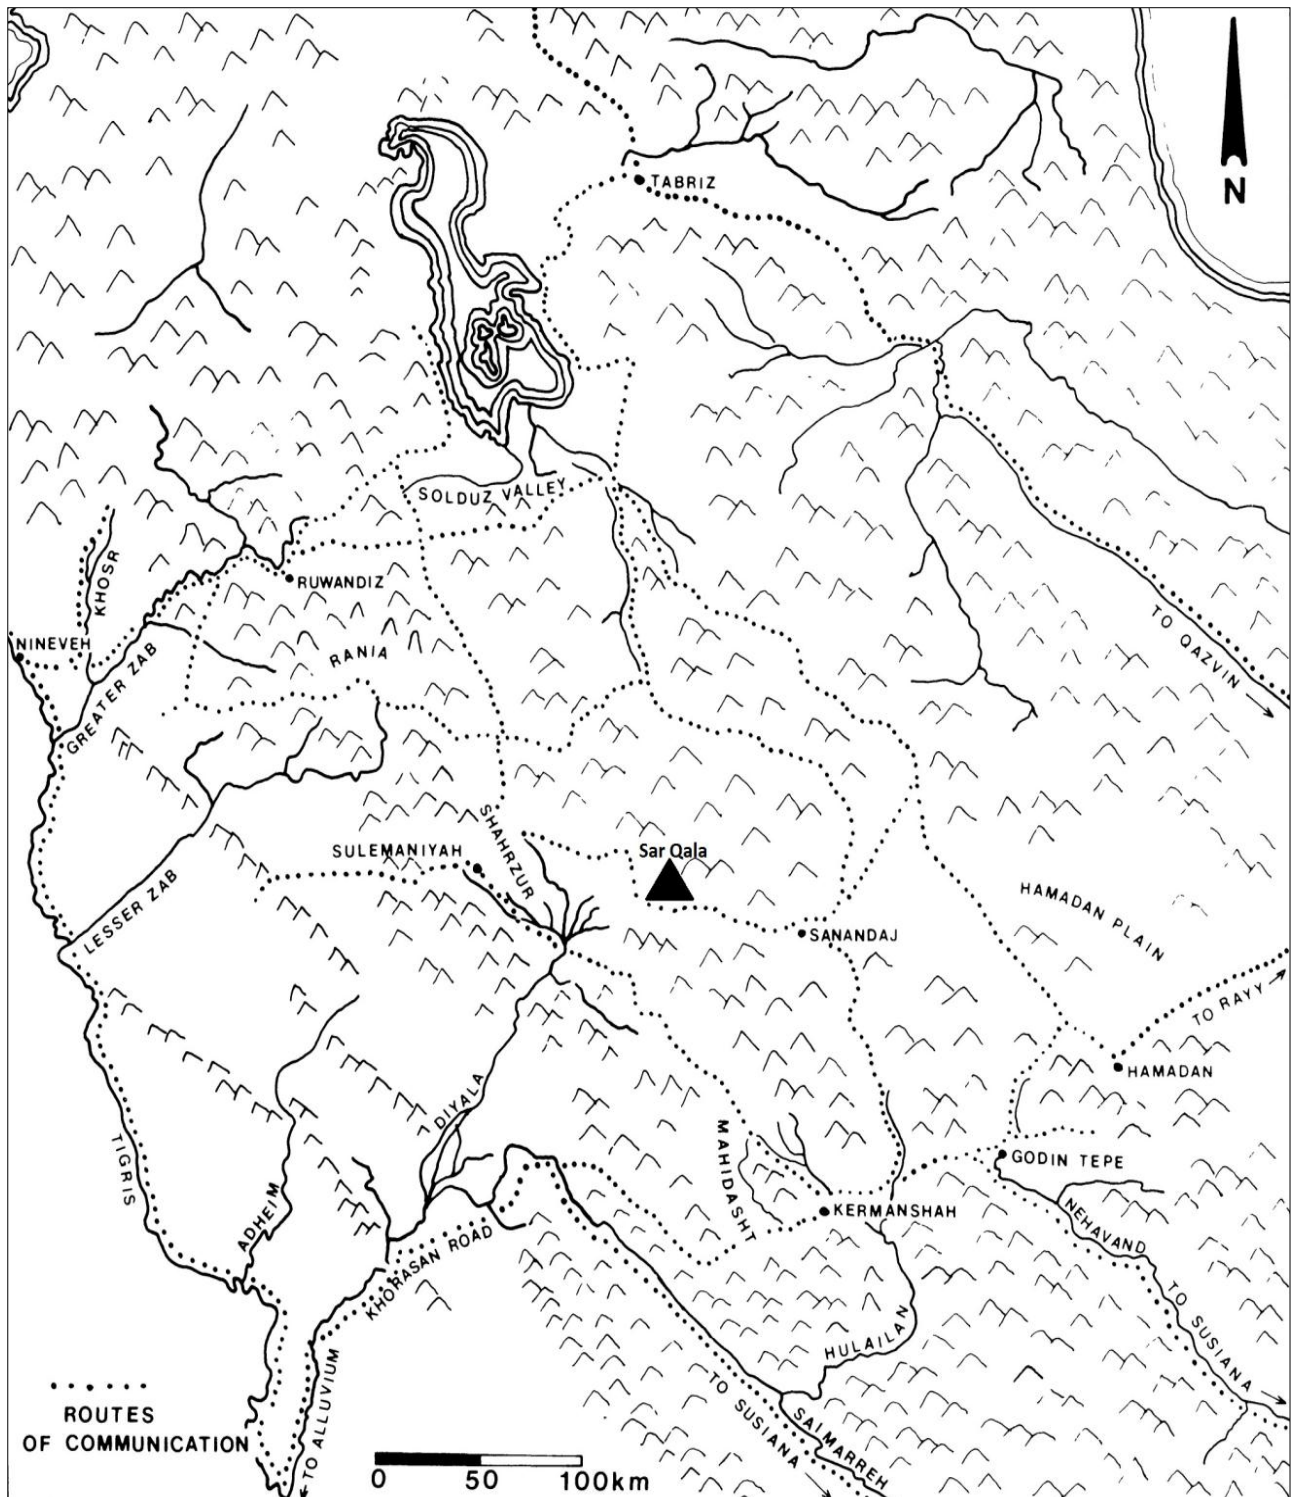 TABRIZ
N
SOLDUZ VALLEY
KHOSR
RUWANDIZ
NINEVEH
RANIA
TO QAZVIN
GREATER ZAB
SHAHRZUR
SULEMANIYAH
Sar Qala
LESSER ZAB
HAMADAN PLAIN
SANANDAJ
TO RAYY
HAMADAN
DIYALA
TIGRIS
MAHIDASHT
GODIN TEPE
ADHEIM
KERMANSHAH
NEHAVAND
KHORASAN ROAD
TO SUSIANA
HULAILAN
TO SUSIANA
SAIMARREH
TO ALLUVIUM
ROUTES
OF COMMUNICATION
0 50 100km